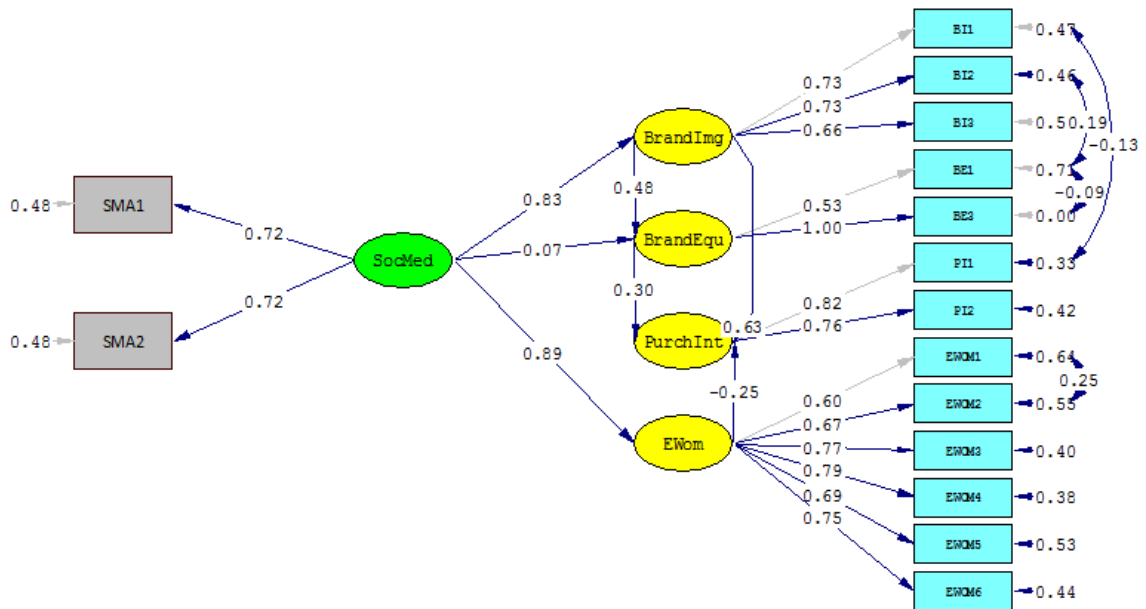 BI1
0.47
BI2
0.46
BI3
0.50
0.19
-0.13
BE1
0.71
-0.09
BE3
0.00
PI1
0.33
PI2
0.42
EWOM1
0.64
0.25
EWOM2
0.55
EWOM3
0.40
EWOM4
0.38
EWOM5
0.53
EWOM6
0.44
0.73
0.73
0.66
0.53
1.00
0.82
0.76
0.60
0.67
0.77
0.79
0.69
0.75
BrandImg
0.48
BrandEqu
0.30
PurchInt
0.63
-0.25
EWom
0.83
0.07
0.89
SocMed
0.72
0.72
0.48
SMA1
0.48
SMA2